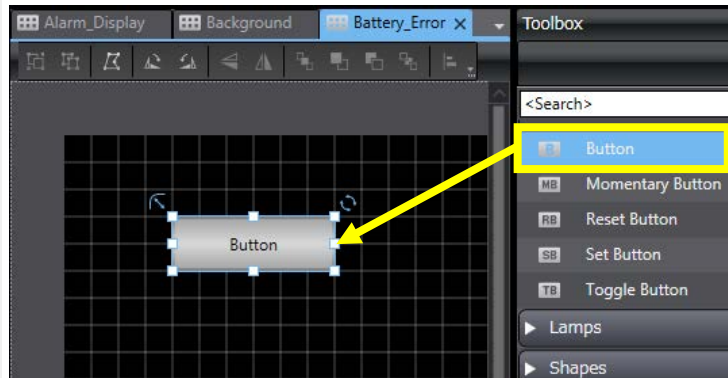 Alarm_Display
Background
Battery_Error
Toolbox
<Search>
B Button
MB Momentary Button
RB Reset Button
SB Set Button
TB Toggle Button
Lamps
Shapes
Button